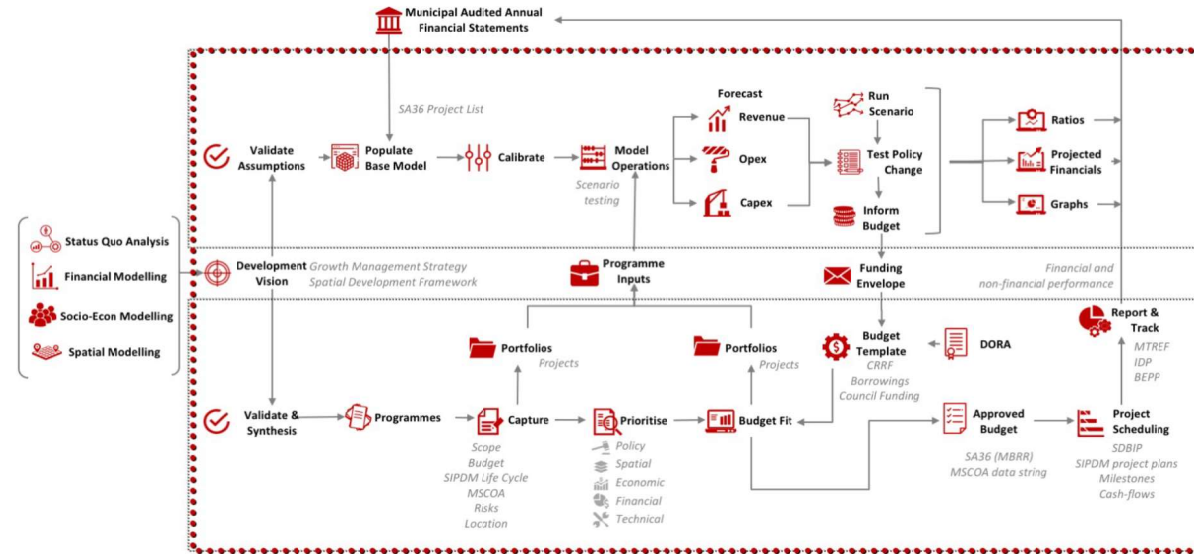 Municipal Audited Annual
Financial Statements
SA36 Project List
Validate
Assumptions
Populate
Base Model
Calibrate
Model
Operations
Scenario
testing
Forecast
Revenue
Opex
Capex
Run
Scenario
Test Policy
Change
Inform
Budget
Ratios
Projected
Financials
Graphs
Status Quo Analysis
Financial Modelling
Socio-Econ Modelling
Spatial Modelling
Development
Vision
Growth Management Strategy
Spatial Development Framework
Programme
Inputs
Funding
Envelope
Financial and
non-financial performance
Portfolios
Projects
Portfolios
Projects
Budget
Template
CRRF
Borrowings
Council Funding
DORA
Report &
Track
MTREF
IDP
BEPP
Validate &
Synthesis
Programmes
Capture
Scope
Budget
SIPDM Life Cycle
MSCOA
Risks
Location
Prioritise
Policy
Spatial
Economic
Financial
Technical
Budget Fit
Approved
Budget
SA36 (MBRR)
MSCOA data string
Project
Scheduling
SDBIP
SIPDM project plans
Milestones
Cash-flows